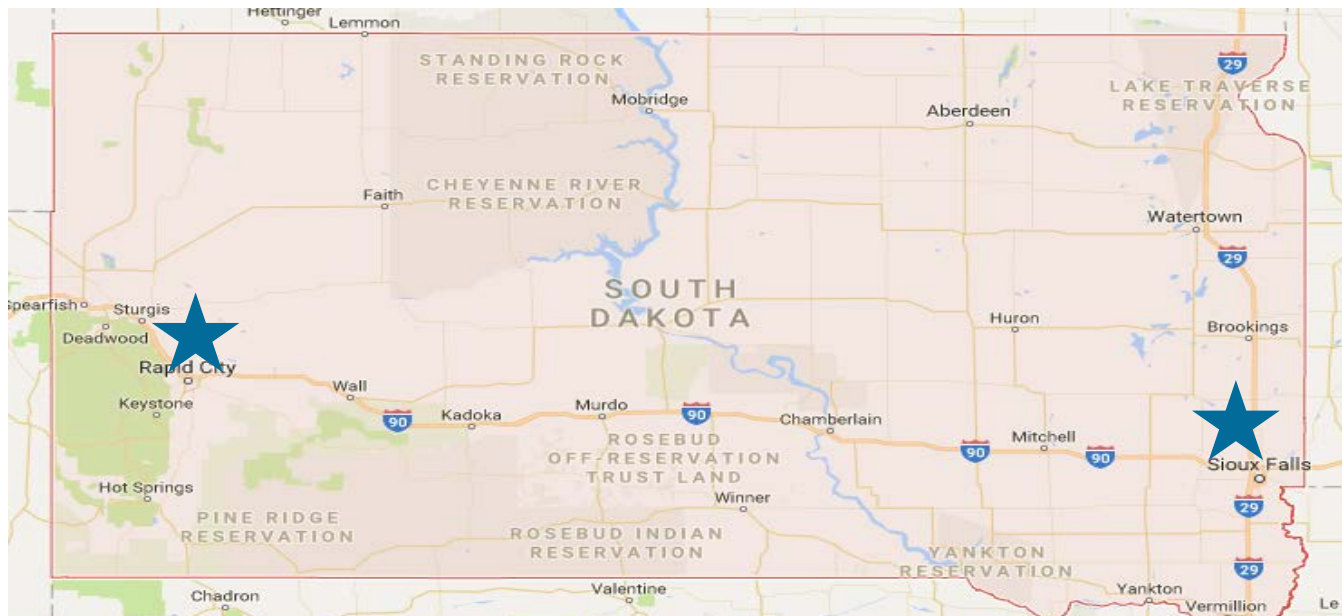 Hettinger
Lemmon
STANDING ROCK
RESERVATION
29
Mobridge
LAKE TRAVERSE
RESERVATION
Aberdeen
CHEYENNE RIVER
RESERVATION
Faith
Watertown
29
SOUTH
DAKOTA
Spearfish
Sturgis
Deadwood
Huron
Brookings
Rapid City
Wall
Keystone
90
Kadoka
Murdo
90
Chamberlain
Mitchell
90
90
ROSEBUD
OFF-RESERVATION
TRUST LAND
Sioux Falls
Hot Springs
Winner
29
PINE RIDGE
RESERVATION
ROSEBUD INDIAN
RESERVATION
YANKTON
RESERVATION
29
Chadron
Valentine
Yankton
Vermillion
Le